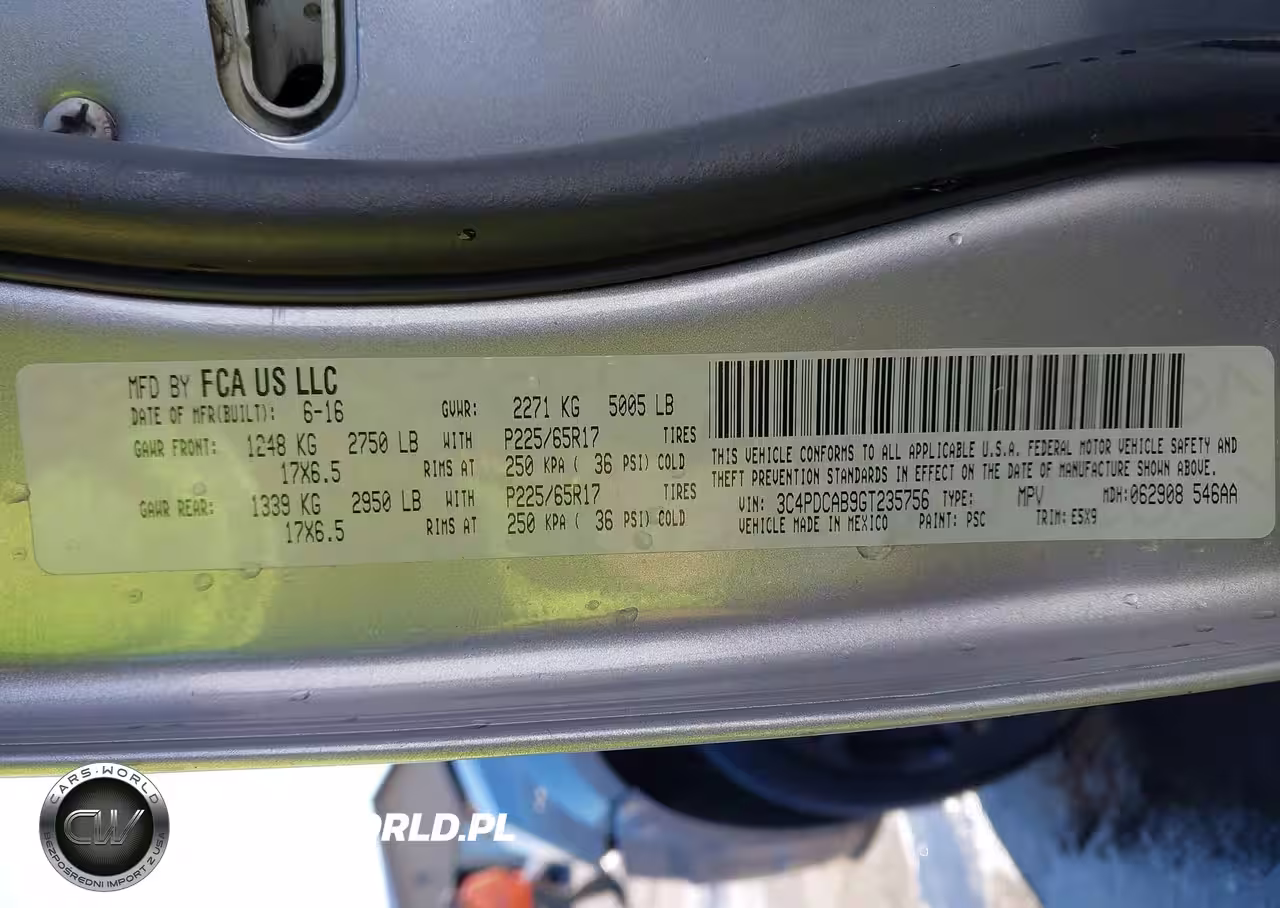 MFD BY FCA US LLC
DATE OF MFR(BUILT): 6-16 GVWR: 2271 KG 5005 LB
GAWR FRONT: 1248 KG 2750 LB WITH P225/65R17 TIRES
17X6.5 RIMS AT 250 KPA ( 36 PSI) COLD
GAWR REAR: 1339 KG 2950 LB WITH P225/65R17 TIRES
17X6.5 RIMS AT 250 KPA ( 36 PSI) COLD
THIS VEHICLE CONFORMS TO ALL APPLICABLE U.S.A. FEDERAL MOTOR VEHICLE SAFETY AND
THEFT PREVENTION STANDARDS IN EFFECT ON THE DATE OF MANUFACTURE SHOWN ABOVE.
VIN: 3C4PDCAB9GT235756 TYPE: MPV MDH: 062908 546AA
VEHICLE MADE IN MEXICO PAINT: PSC TRIM: E5X9
CARS-WORLD
CW
BEZPOŚREDNI IMPORT Z USA
ORLD.PL